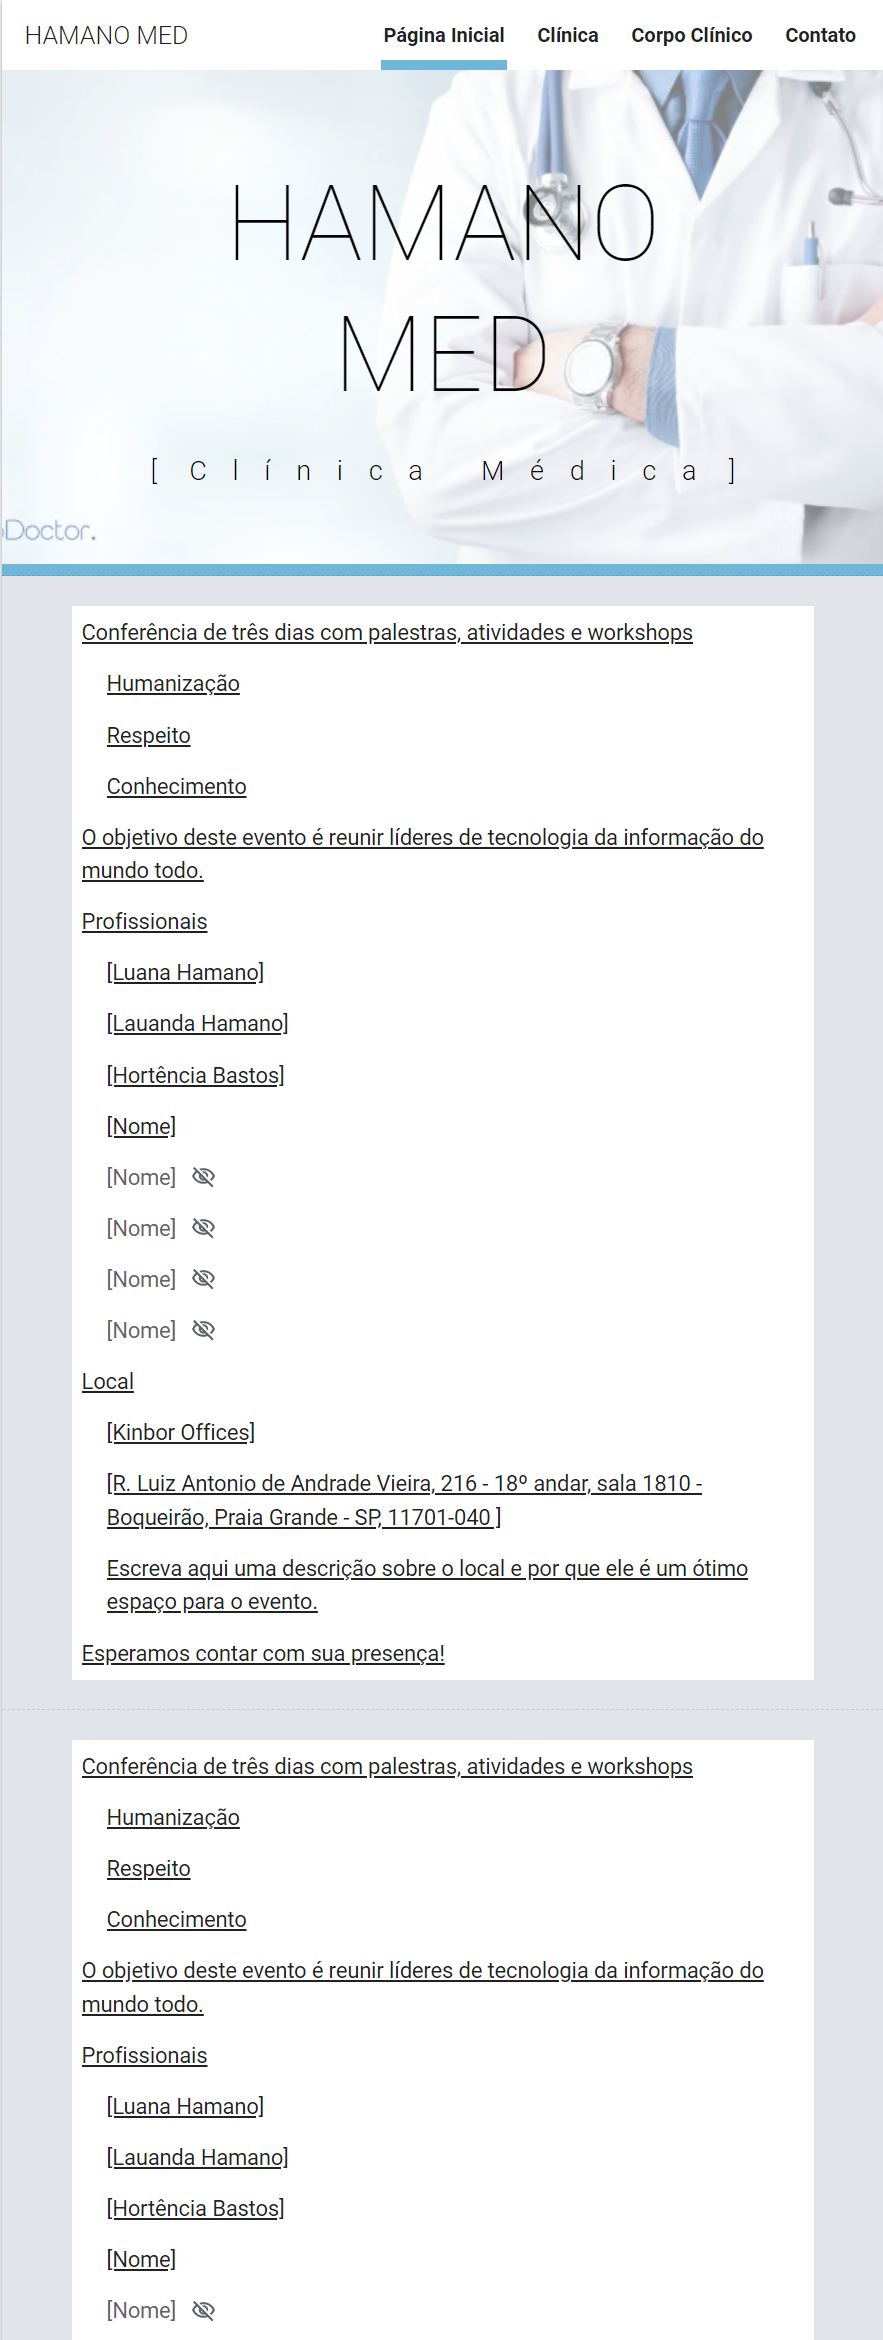 HAMANO MED
Página Inicial Clínica Corpo Clínico Contato
HAMANO
MED
[ Clínica Médica ]
Doctor.
Conferência de três dias com palestras, atividades e workshops
Humanização
Respeito
Conhecimento
O objetivo deste evento é reunir líderes de tecnologia da informação do
mundo todo.
Profissionais
[Luana Hamano]
[Lauanda Hamano]
[Hortência Bastos]
[Nome]
[Nome]
[Nome]
[Nome]
[Nome]
Local
[Kinbor Offices]
[R. Luiz Antonio de Andrade Vieira, 216 - 18º andar, sala 1810 -
Boqueirão, Praia Grande - SP, 11701-040 ]
Escreva aqui uma descrição sobre o local e por que ele é um ótimo
espaço para o evento.
Esperamos contar com sua presença!
Conferência de três dias com palestras, atividades e workshops
Humanização
Respeito
Conhecimento
O objetivo deste evento é reunir líderes de tecnologia da informação do
mundo todo.
Profissionais
[Luana Hamano]
[Lauanda Hamano]
[Hortência Bastos]
[Nome]
[Nome]